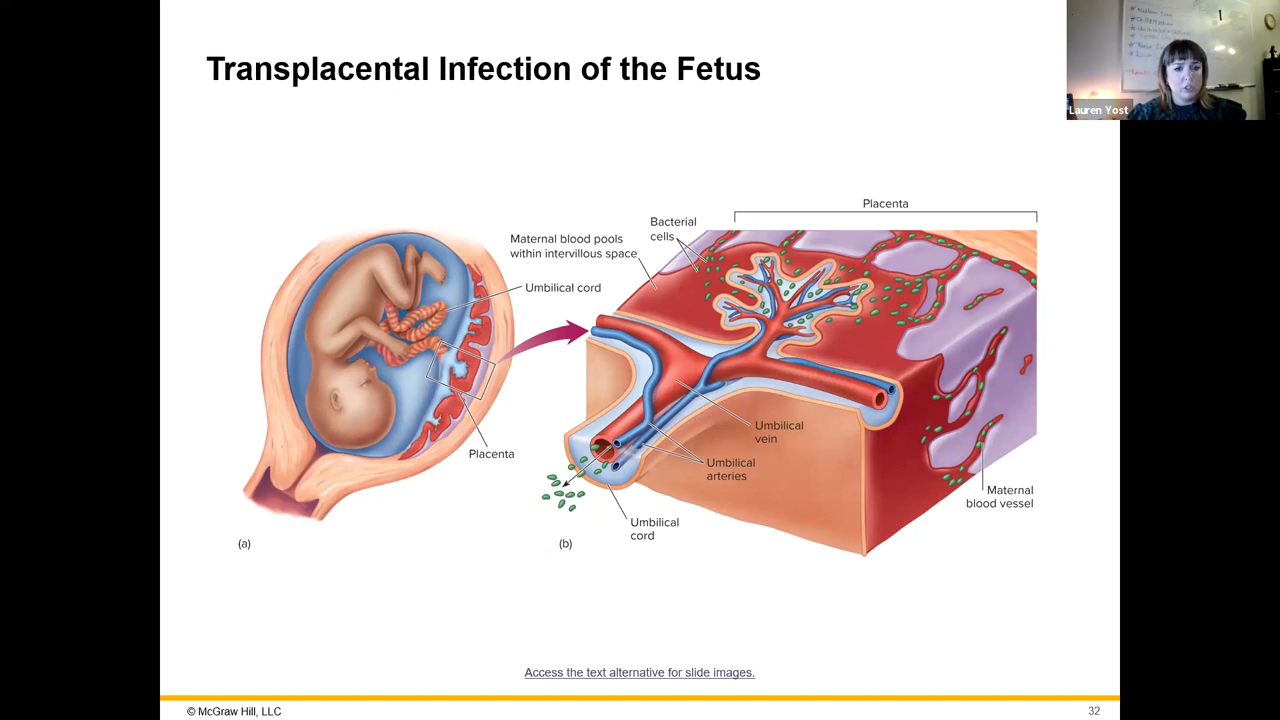 Transplacental Infection of the Fetus
Lauren Yost
Placenta
Bacterial
cells
Maternal blood pools
within intervillous space
Umbilical cord
Placenta
Umbilical
vein
Umbilical
arteries
Maternal
blood vessel
Umbilical
cord
(a)
(b)
Access the text alternative for slide images.
© McGraw Hill, LLC
32